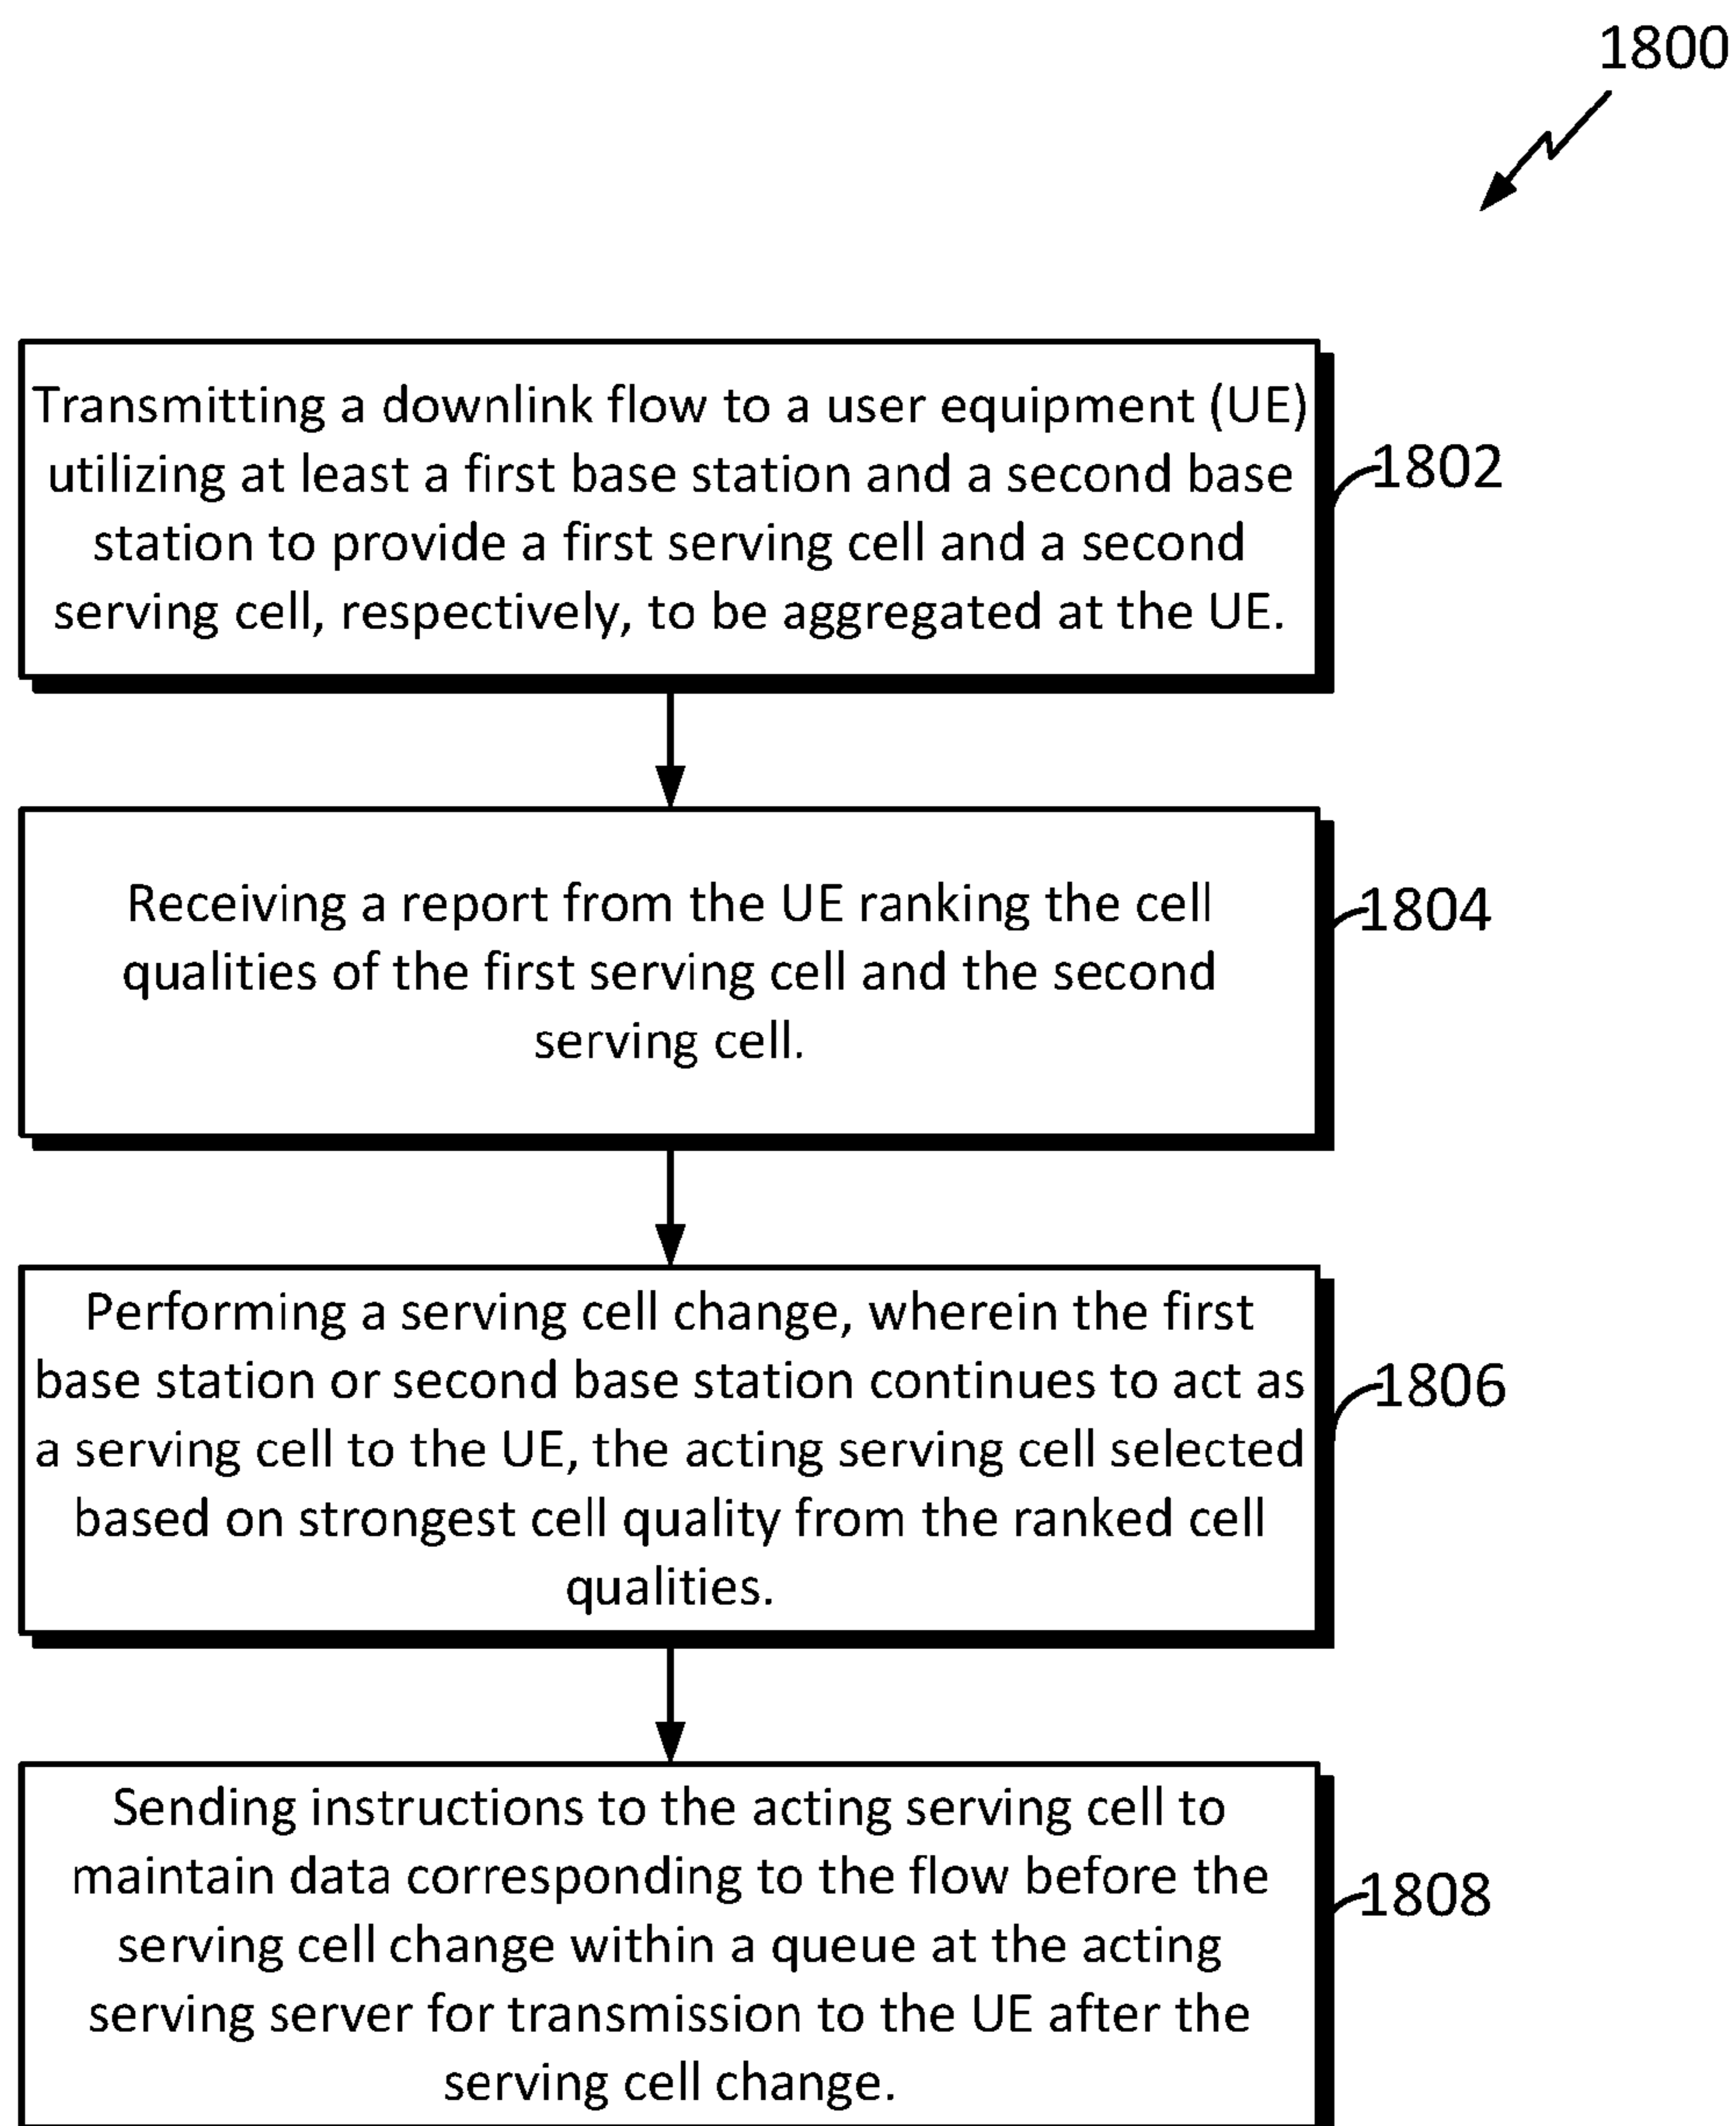 1800
Transmitting a downlink flow to a user equipment (UE)
utilizing at least a first base station and a second base
station to provide a first serving cell and a second
serving cell, respectively, to be aggregated at the UE.
1802
Receiving a report from the UE ranking the cell
qualities of the first serving cell and the second
serving cell.
1804
Performing a serving cell change, wherein the first
base station or second base station continues to act as
a serving cell to the UE, the acting serving cell selected
based on strongest cell quality from the ranked cell
qualities.
1806
Sending instructions to the acting serving cell to
maintain data corresponding to the flow before the
serving cell change within a queue at the acting
serving server for transmission to the UE after the
serving cell change.
1808